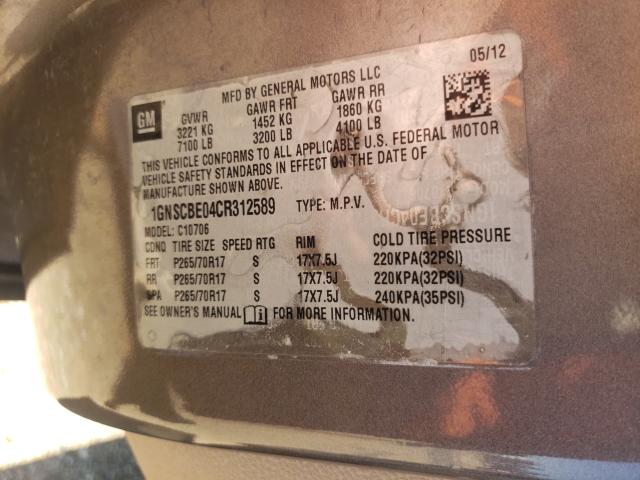 05/12
MFD BY GENERAL MOTORS LLC
GM
GVWR GAWR FRT GAWR RR
3221 KG 1452 KG 1860 KG
7100 LB 3200 LB 4100 LB
THIS VEHICLE CONFORMS TO ALL APPLICABLE U.S. FEDERAL MOTOR
VEHICLE SAFETY STANDARDS IN EFFECT ON THE DATE OF
MANUFACTURE SHOWN ABOVE.
1GNSCBE04CR312589 TYPE: M.P.V.
MODEL: C10706
COND TIRE SIZE SPEED RTG RIM COLD TIRE PRESSURE
FRT P265/70R17 S 17X7.5J 220KPA(32PSI)
RR P265/70R17 S 17X7.5J 220KPA(32PSI)
SPA P265/70R17 S 17X7.5J 240KPA(35PSI)
SEE OWNER'S MANUAL i FOR MORE INFORMATION.